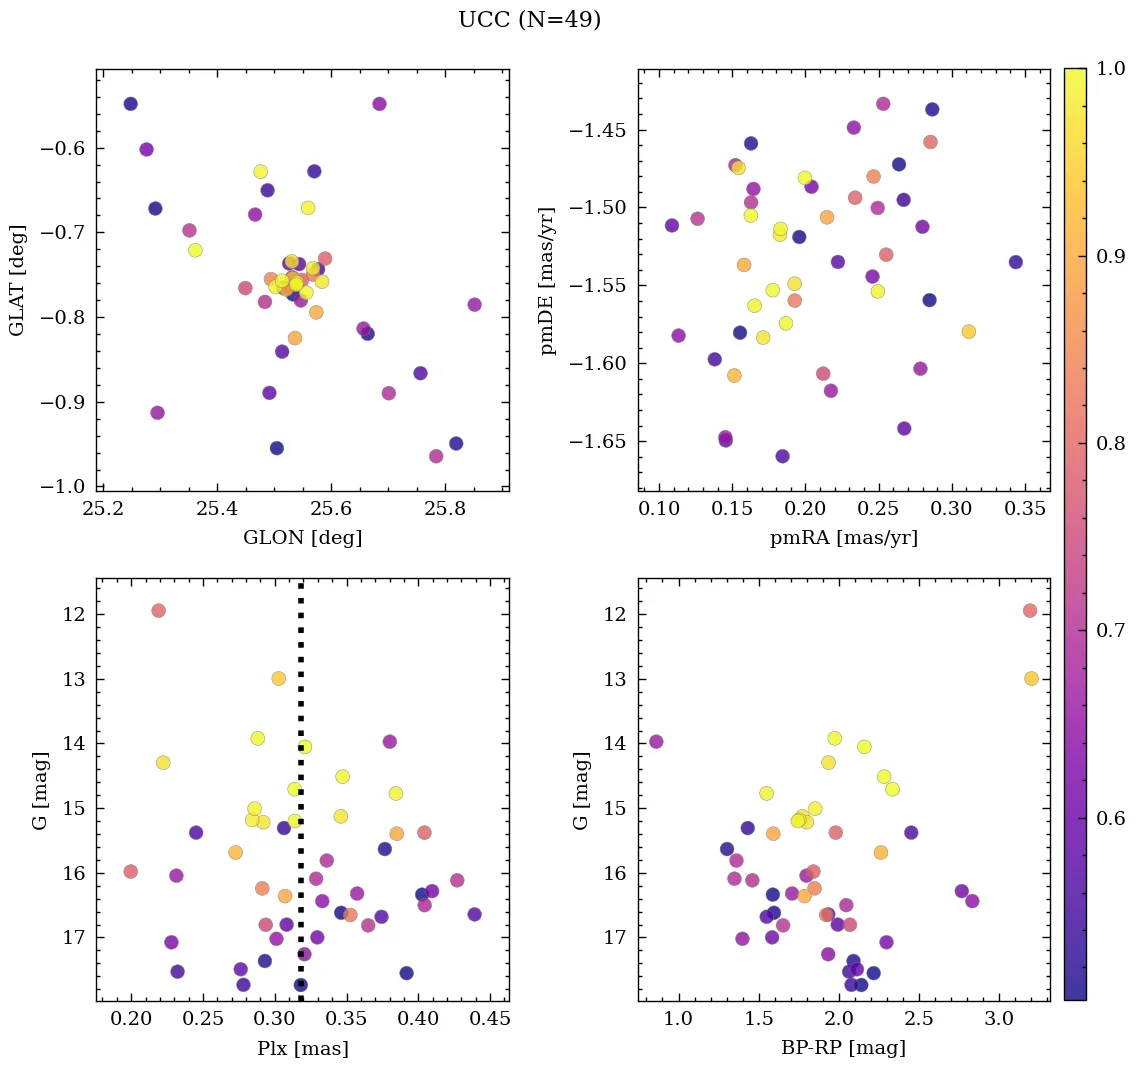 UCC (N=49)
−0.6
−0.7
−0.8
−0.9
−1.0
GLAT [deg]
25.2 25.4 25.6 25.8
GLON [deg]
−1.45
−1.50
−1.55
−1.60
−1.65
pmDE [mas/yr]
0.10 0.15 0.20 0.25 0.30 0.35
pmRA [mas/yr]
1.0
0.9
0.8
0.7
0.6
12
13
14
15
16
17
G [mag]
0.20 0.25 0.30 0.35 0.40 0.45
Plx [mas]
12
13
14
15
16
17
G [mag]
1.0 1.5 2.0 2.5 3.0
BP-RP [mag]